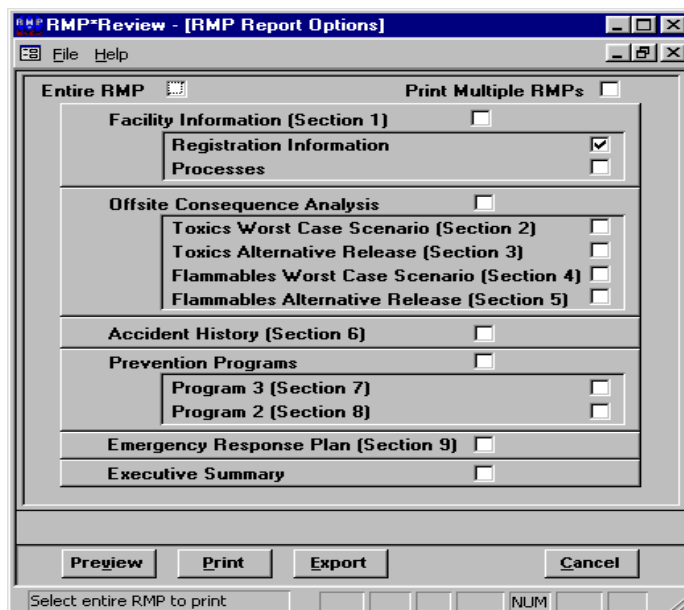 RMP RMP*Review - [RMP Report Options]
File Help
Entire RMP Print Multiple RMPs
Facility Information (Section 1)
Registration Information
Processes
Offsite Consequence Analysis
Toxics Worst Case Scenario (Section 2)
Toxics Alternative Release (Section 3)
Flammables Worst Case Scenario (Section 4)
Flammables Alternative Release (Section 5)
Accident History (Section 6)
Prevention Programs
Program 3 (Section 7)
Program 2 (Section 8)
Emergency Response Plan (Section 9)
Executive Summary
Preview Print Export Cancel
Select entire RMP to print NUM